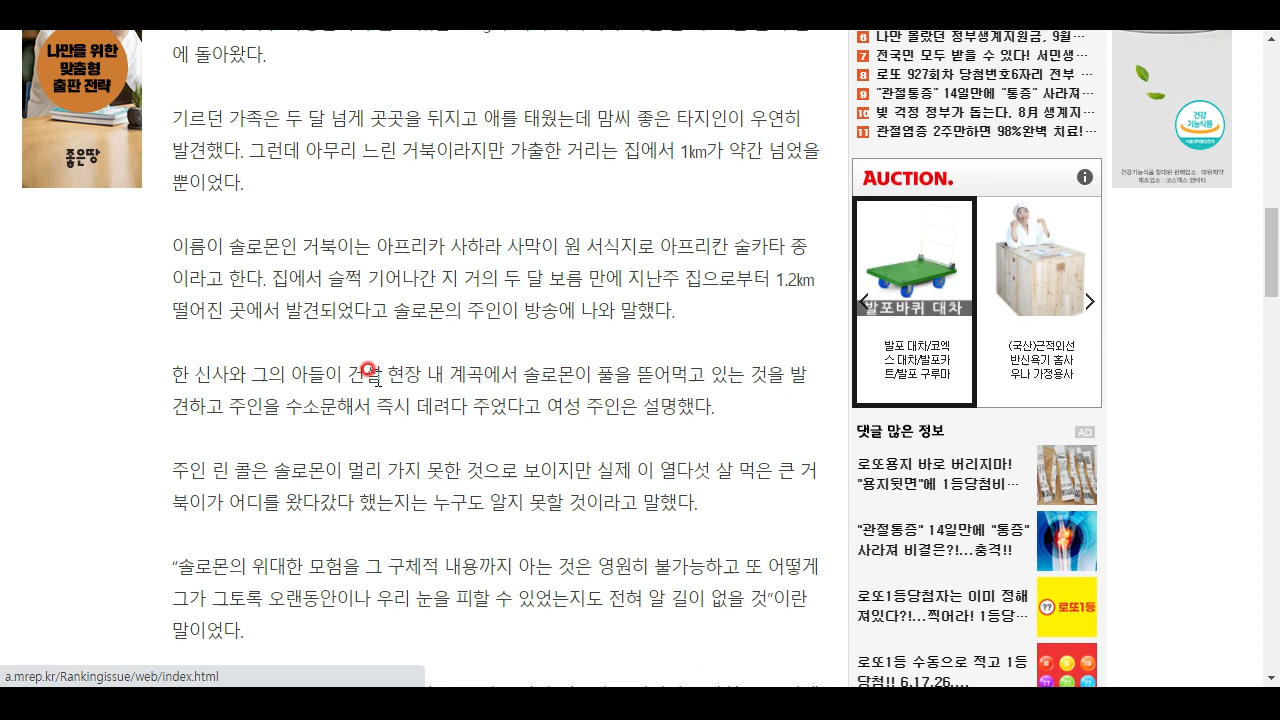 나만을 위한
맞춤형
출판 전략
좋은땅
에 돌아왔다.
기르던 가족은 두 달 넘게 곳곳을 뒤지고 애를 태웠는데 맘씨 좋은 타지인이 우연히
발견했다. 그런데 아무리 느린 거북이라지만 가출한 거리는 집에서 1km가 약간 넘었을
뿐이었다.
이름이 솔로몬인 거북이는 아프리카 사하라 사막이 원 서식지로 아프리칸 술카타 종
이라고 한다. 집에서 슬쩍 기어나간 지 거의 두 달 보름 만에 지난주 집으로부터 1.2km
떨어진 곳에서 발견되었다고 솔로몬의 주인이 방송에 나와 말했다.
한 신사와 그의 아들이 건설 현장 내 계곡에서 솔로몬이 풀을 뜯어먹고 있는 것을 발
견하고 주인을 수소문해서 즉시 데려다 주었다고 여성 주인은 설명했다.
주인 린 콜은 솔로몬이 멀리 가지 못한 것으로 보이지만 실제 이 열다섯 살 먹은 큰 거
북이가 어디를 왔다갔다 했는지는 누구도 알지 못할 것이라고 말했다.
“솔로몬의 위대한 모험을 그 구체적 내용까지 아는 것은 영원히 불가능하고 또 어떻게
그가 그토록 오랜동안이나 우리 눈을 피할 수 있었는지도 전혀 알 길이 없을 것”이란
말이었다.
a.mrep.kr/Rankingissue/web/index.html
6 나만 몰랐던 정부생계지원금, 9월…
7 전국민 모두 받을 수 있다! 서민생…
8 로또 927회차 당첨번호6자리 전부 …
9 "관절통증" 14일만에 "통증" 사라져…
10 빚 걱정 정부가 돕는다. 8월 생계지…
11 관절염증 2주만하면 98%완벽 치료!…
AUCTION.
발포바퀴 대차
발포 대차/코엑
스 대차/발포카
트/발포 구루마
(국산)근적외선
반신욕기 홈사
우나 가정용사
댓글 많은 정보
AD
로또용지 바로 버리지마!
"용지뒷면"에 1등당첨비…
"관절통증" 14일만에 "통증"
사라져 비결은?!...충격!!
로또1등당첨자는 이미 정해
져있다?!...찍어라! 1등당…
?? 로또1등
로또1등 수동으로 적고 1등
당첨!! 6,17,26,...
건강
기능식품
건강기능식품 장대원 판매업소 : 대원제약
제조업소 : 코스맥스 엔비티